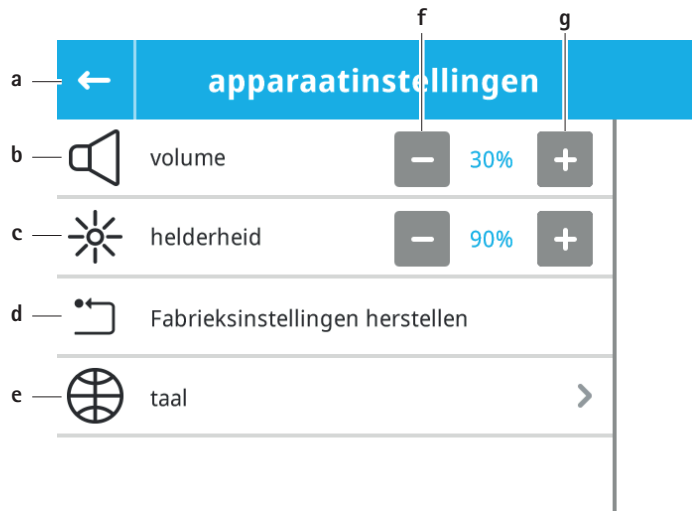 f g
a apparaatinstellingen
b volume 30%
c helderheid 90%
d Fabrieksinstellingen herstellen
e taal